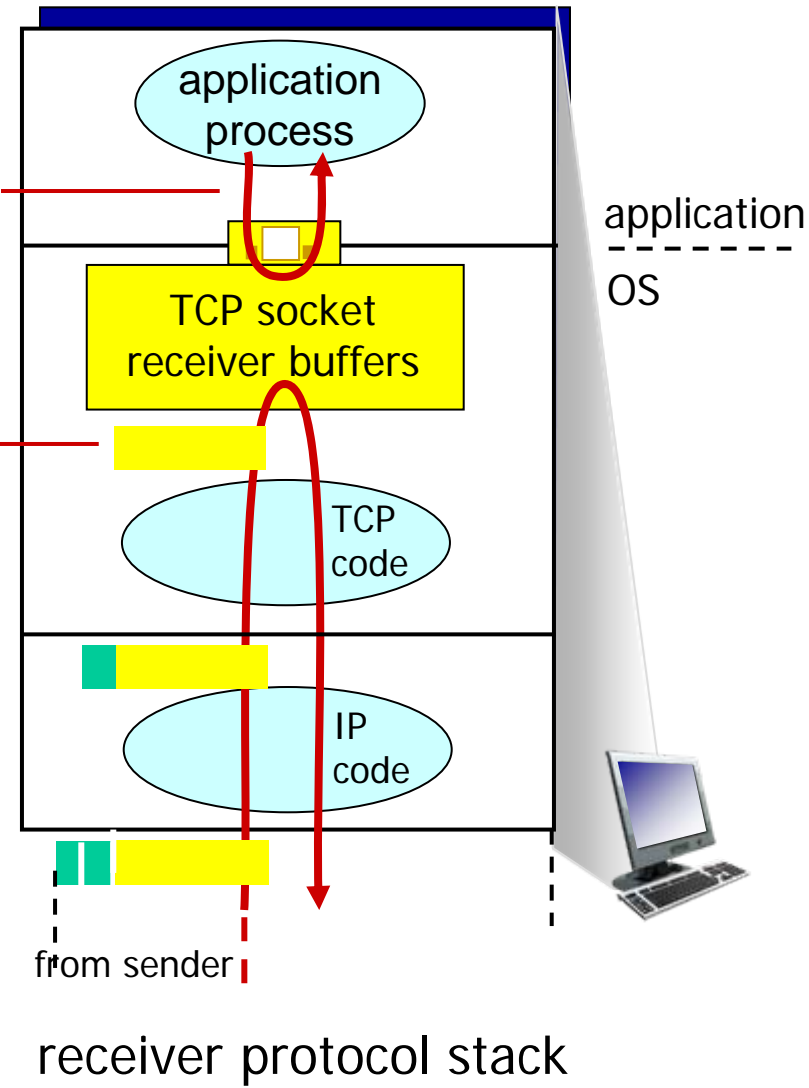 application
process
application
OS
TCP socket
receiver buffers
TCP
code
IP
code
from sender
receiver protocol stack